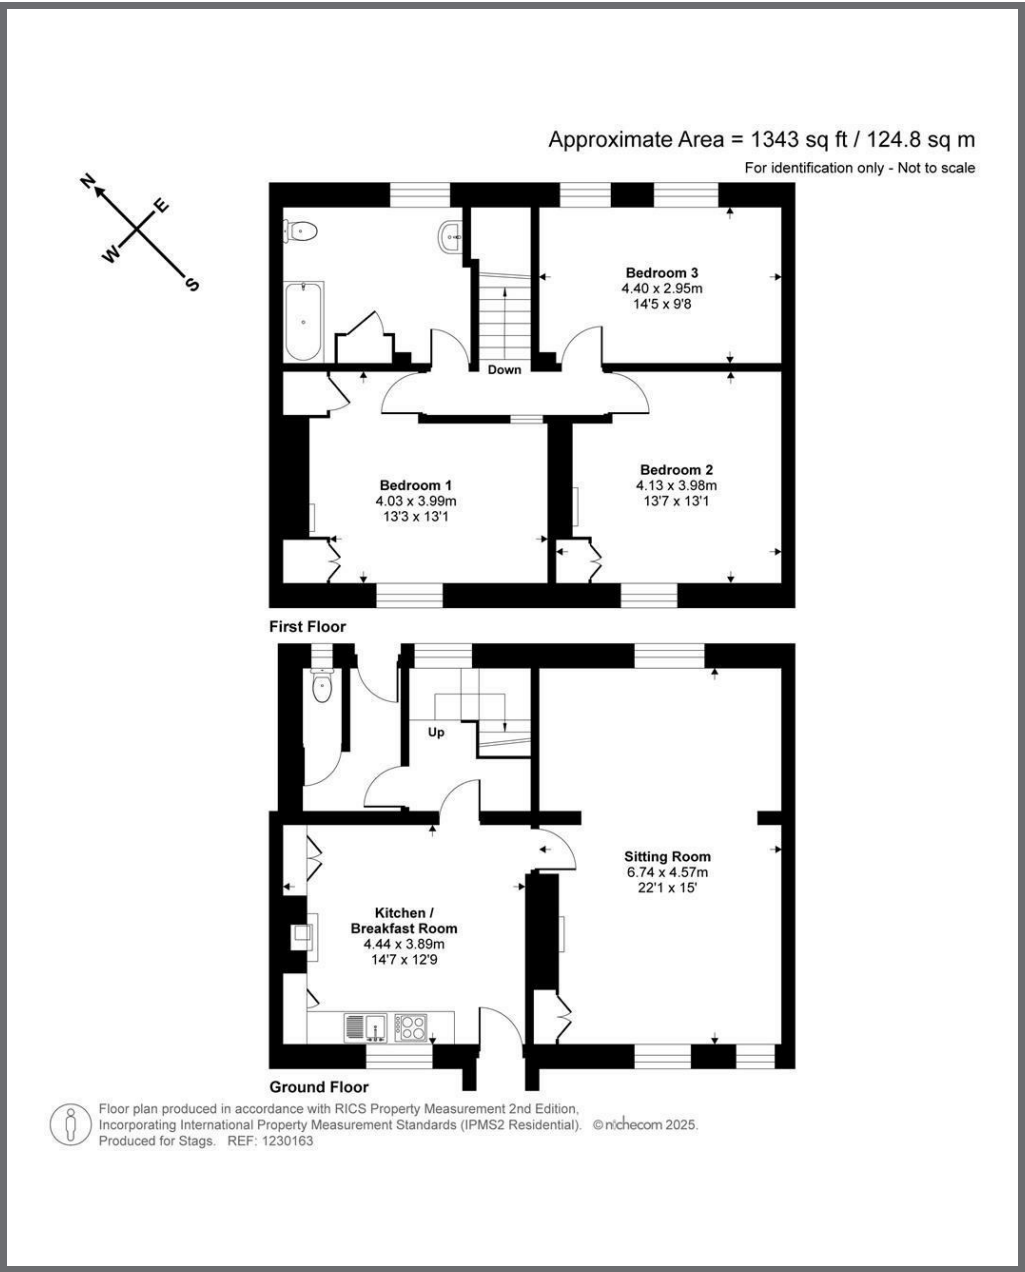 Approximate Area = 1343 sq ft / 124.8 sq m
For identification only - Not to scale
N
E
W
S
Bedroom 3
4.40 x 2.95m
14'5 x 9'8
Down
Bedroom 1
4.03 x 3.99m
13'3 x 13'1
Bedroom 2
4.13 x 3.98m
13'7 x 13'1
First Floor
Up
Sitting Room
6.74 x 4.57m
22'1 x 15'
Kitchen /
Breakfast Room
4.44 x 3.89m
14'7 x 12'9
Ground Floor
Floor plan produced in accordance with RICS Property Measurement 2nd Edition,
Incorporating International Property Measurement Standards (IPMS2 Residential). © nichecom 2025.
Produced for Stags. REF: 1230163